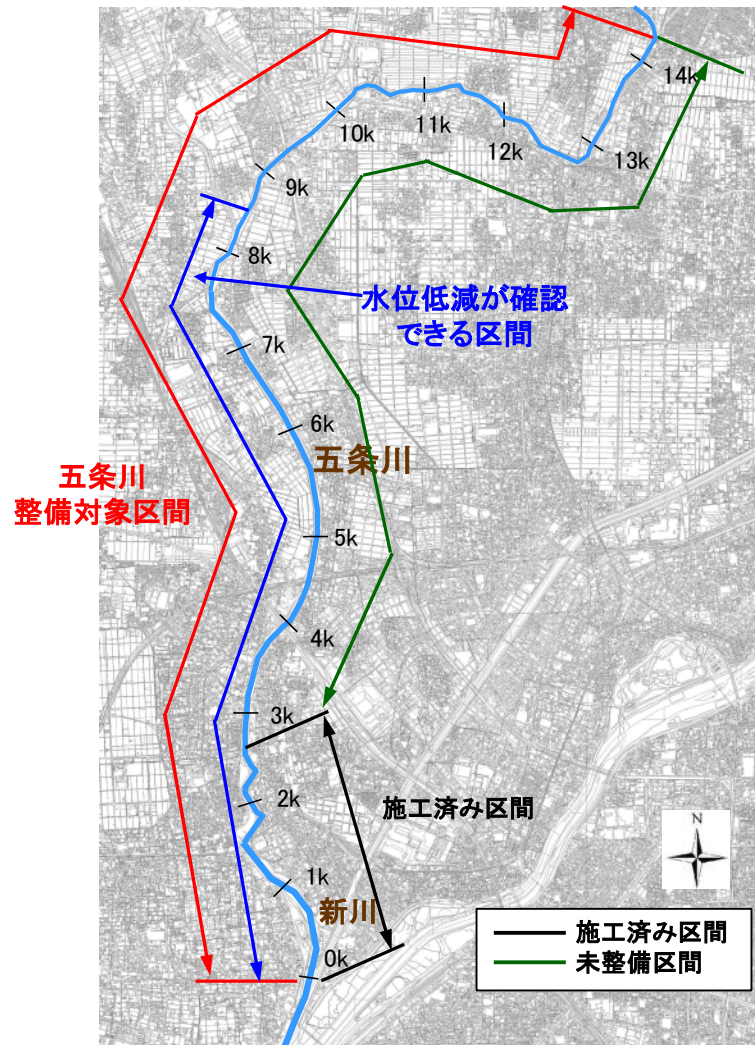 14k
13k
12k
11k
10k
9k
8k
水位低減が確認
できる区間
7k
6k
五条川
五条川
整備対象区間
5k
4k
3k
2k
施工済み区間
1k
新川
0k
N
施工済み区間
未整備区間